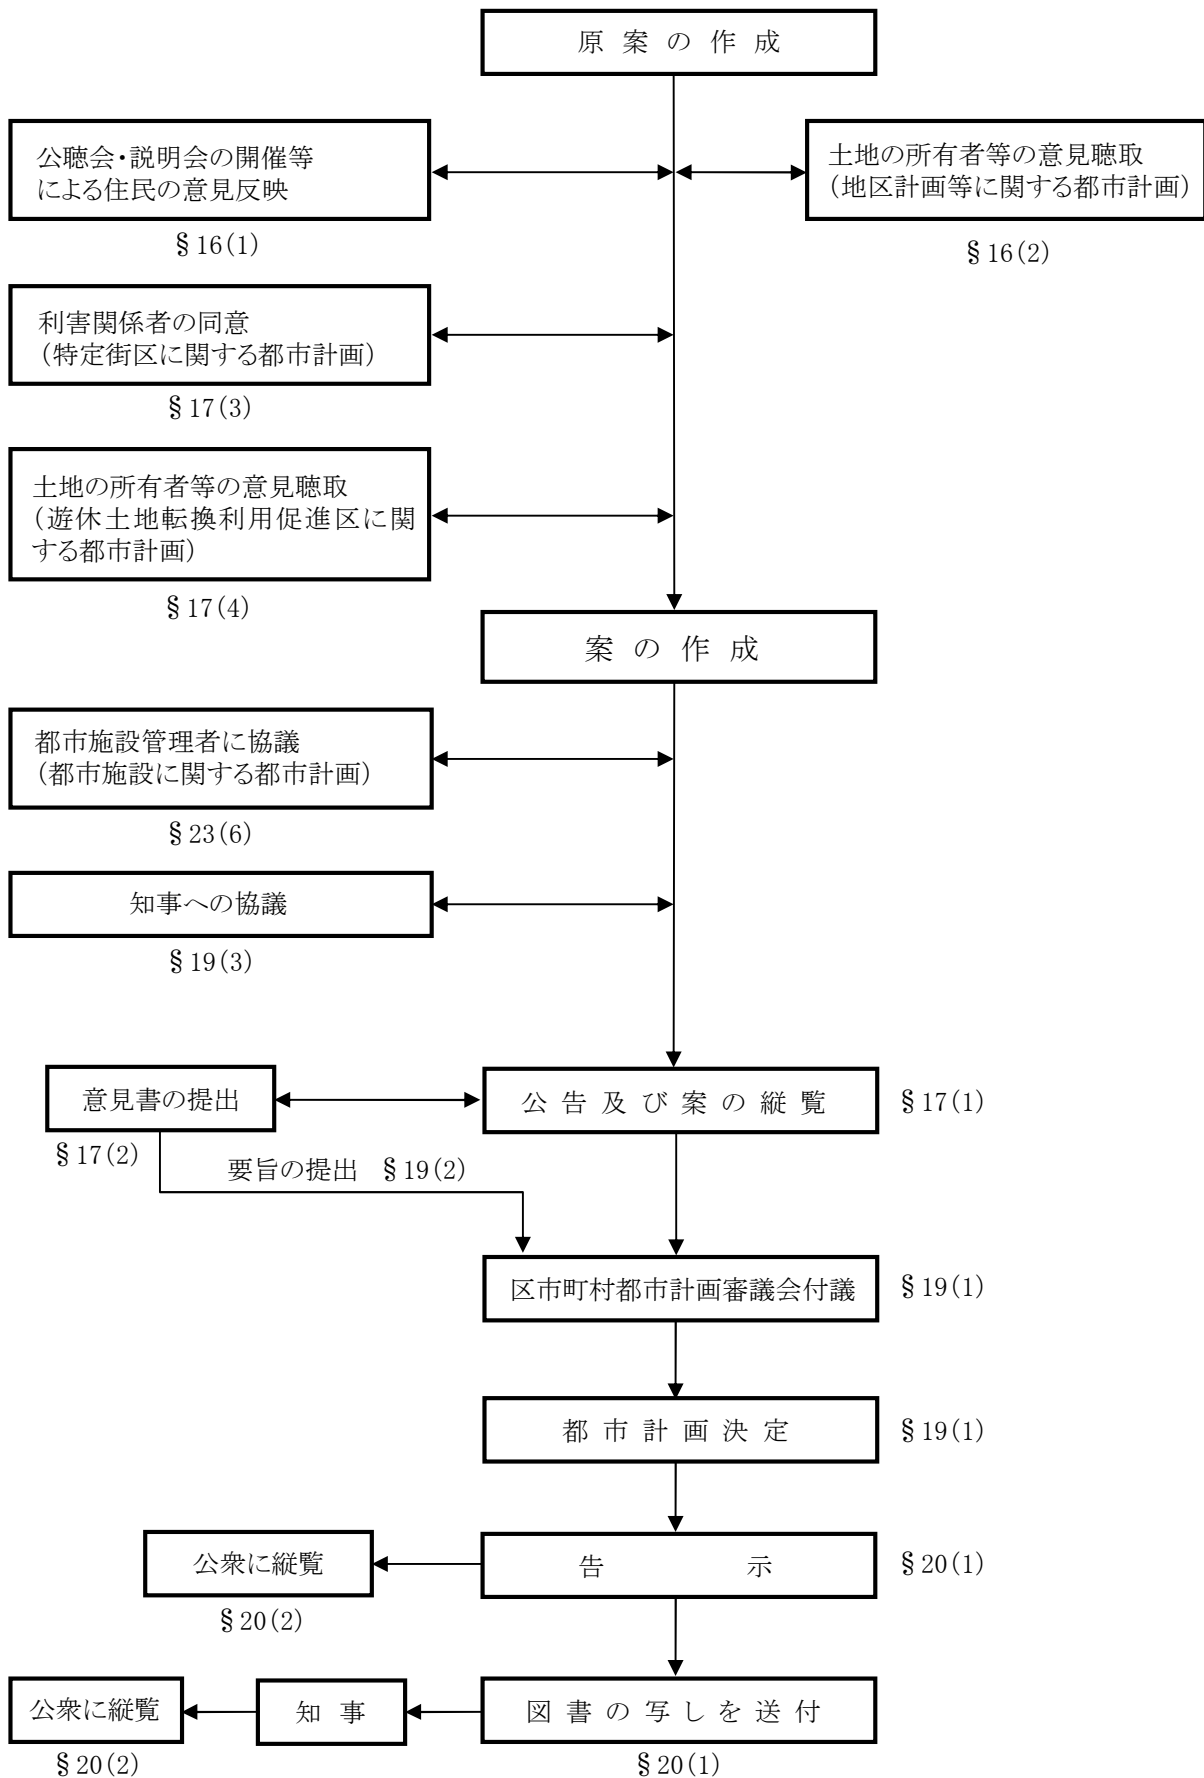 原案の作成
公聴会・説明会の開催等
による住民の意見反映
§16(1)
土地の所有者等の意見聴取
（地区計画等に関する都市計画）
§16(2)
利害関係者の同意
（特定街区に関する都市計画）
§17(3)
土地の所有者等の意見聴取
（遊休土地転換利用促進区に関
する都市計画）
§17(4)
案の作成
都市施設管理者に協議
（都市施設に関する都市計画）
§23(6)
知事への協議
§19(3)
意見書の提出
§17(2)
公告及び案の縦覧
§17(1)
要旨の提出 §19(2)
区市町村都市計画審議会付議
§19(1)
都市計画決定
§19(1)
公衆に縦覧
§20(2)
告示
§20(1)
公衆に縦覧
§20(2)
知事
図書の写しを送付
§20(1)